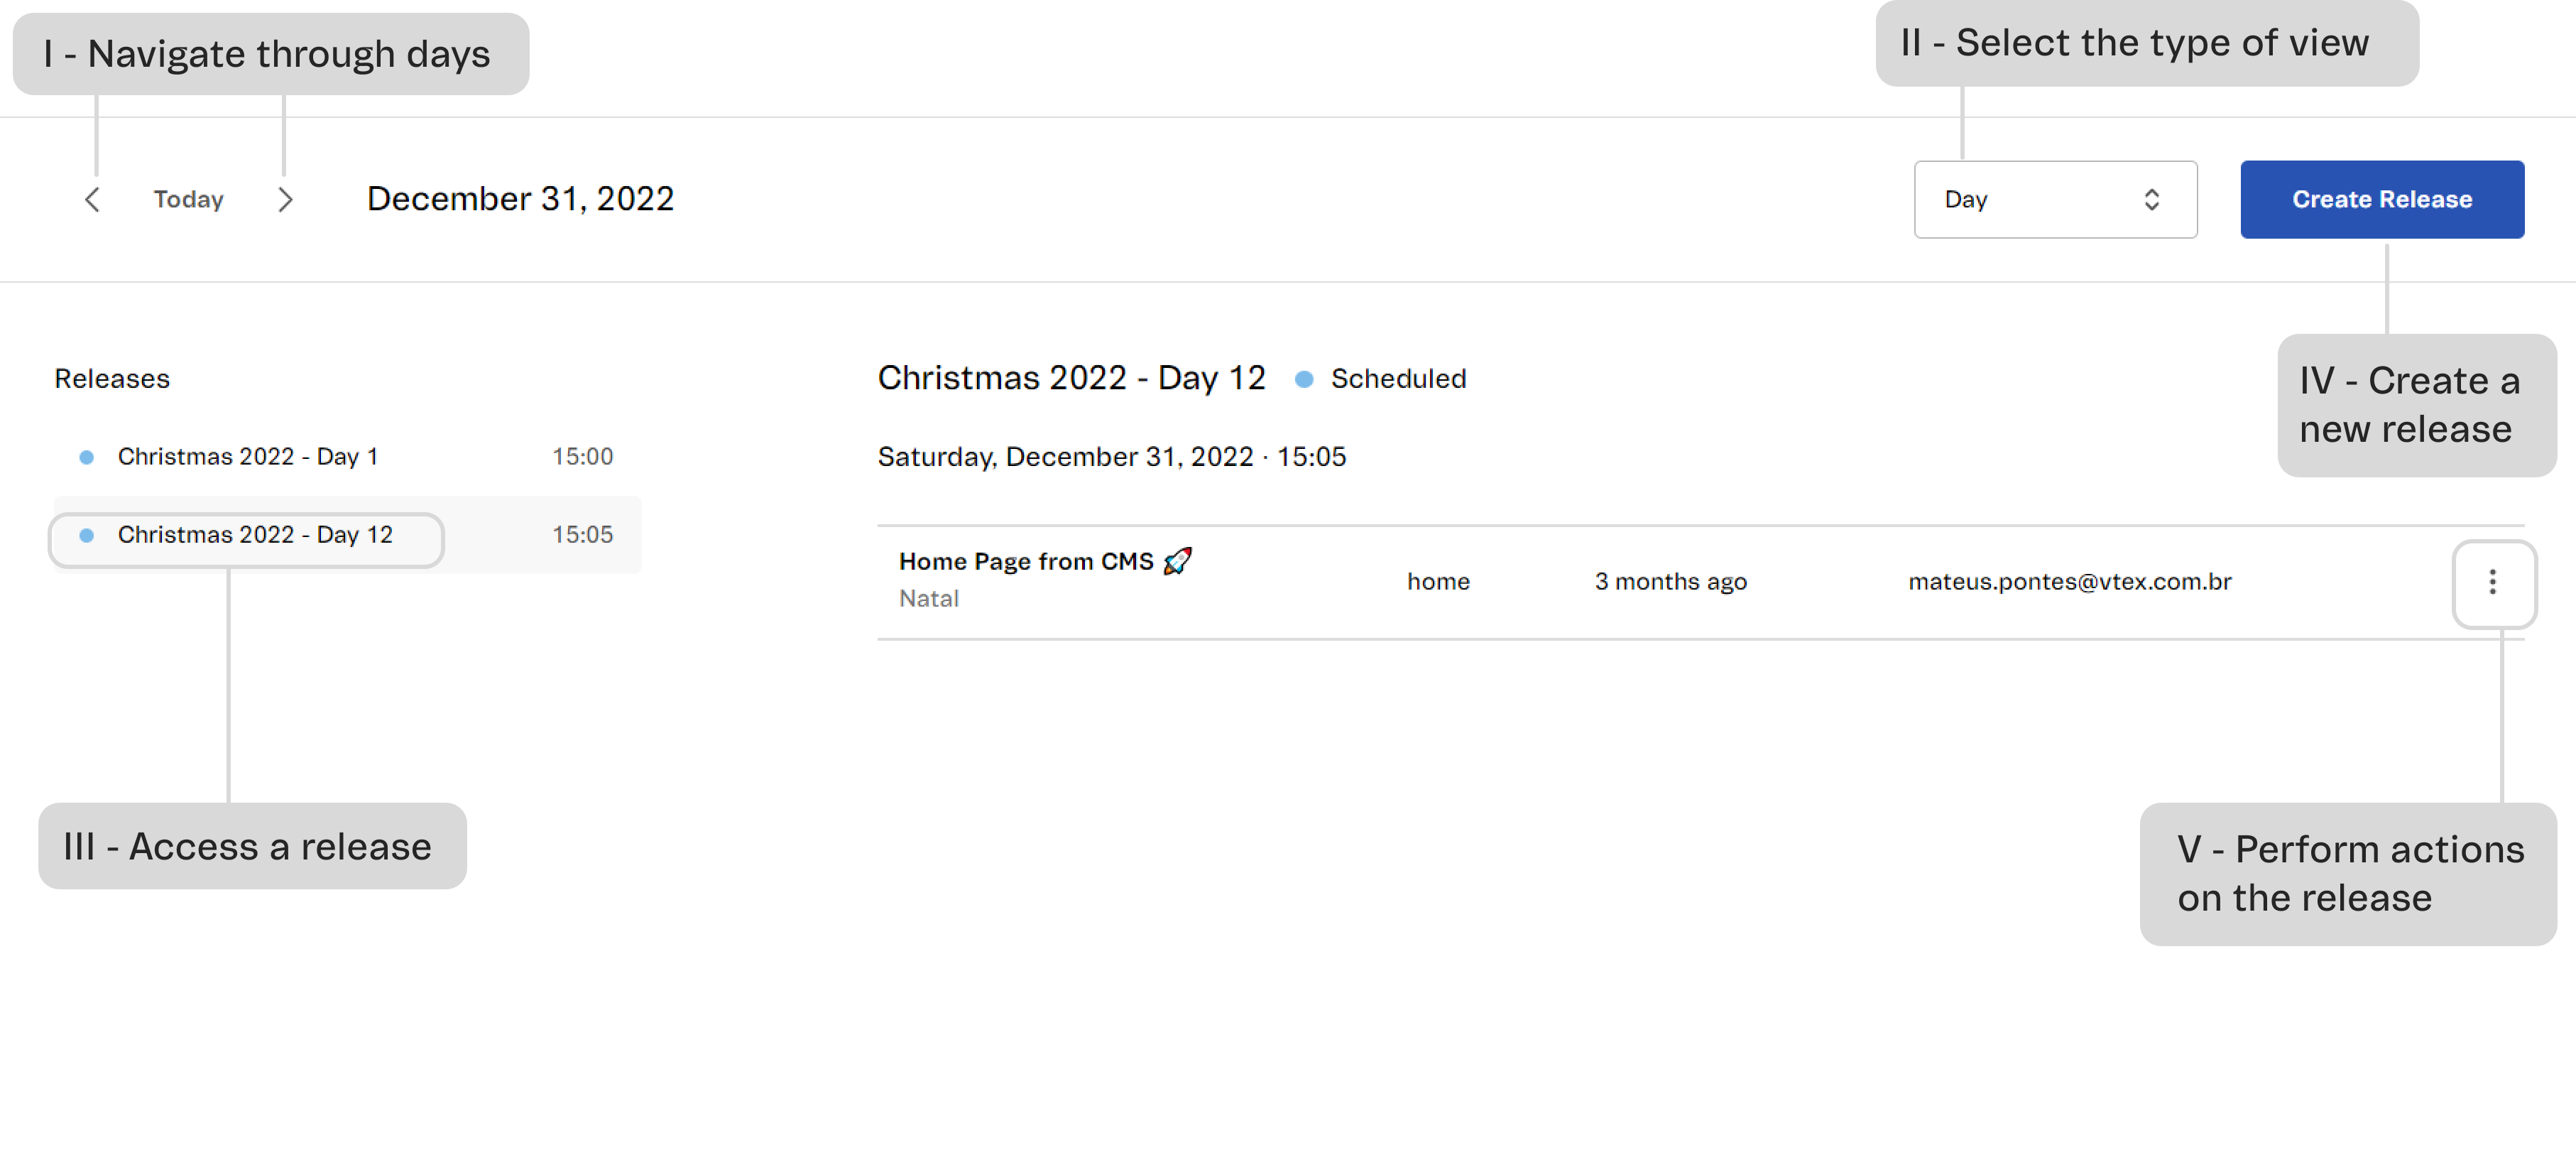 I - Navigate through days
II - Select the type of view
Today
December 31, 2022
Day
Create Release
IV - Create a
new release
Releases
Christmas 2022 - Day 1 15:00
Christmas 2022 - Day 12 15:05
Christmas 2022 - Day 12 Scheduled
Saturday, December 31, 2022 · 15:05
Home Page from CMS 🚀
Natal
home
3 months ago
mateus.pontes@vtex.com.br
III - Access a release
V - Perform actions
on the release